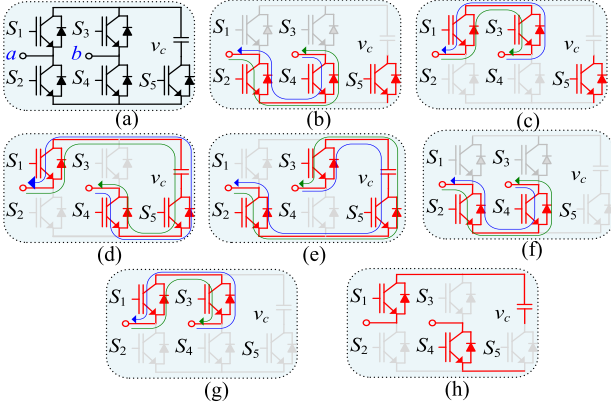 S1 S3 vc
a b
S2 S4 S5
(a)
S1 S3 vc
S2 S4 S5
(b)
S1 S3 vc
S2 S4 S5
(c)
S1 S3 vc
S2 S4 S5
(d)
S1 S3 vc
S2 S4 S5
(e)
S1 S3 vc
S2 S4 S5
(f)
S1 S3 vc
S2 S4 S5
(g)
S1 S3 vc
S2 S4 S5
(h)